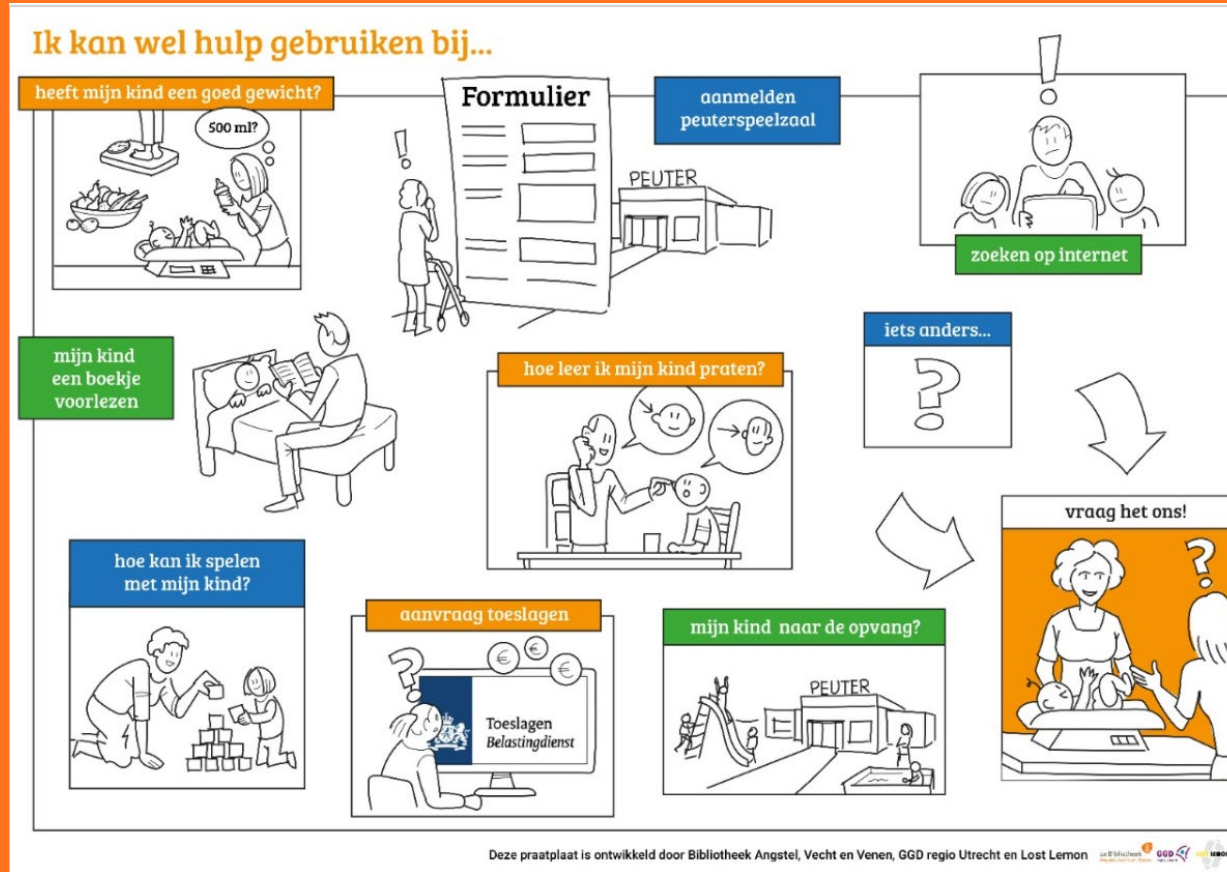 Ik kan wel hulp gebruiken bij...
heeft mijn kind een goed gewicht?
500 ml?
Formulier
PEUTER
aanmelden
peuterspeelzaal
zoeken op internet
mijn kind
een boekje
voorlezen
hoe leer ik mijn kind praten?
iets anders...
?
vraag het ons!
?
hoe kan ik spelen
met mijn kind?
aanvraag toeslagen
?
€ € €
Toeslagen
Belastingdienst
mijn kind naar de opvang?
PEUTER
Deze praatplaat is ontwikkeld door Bibliotheek Angstel, Vecht en Venen, GGD regio Utrecht en Lost Lemon
de Bibliotheek
GGD